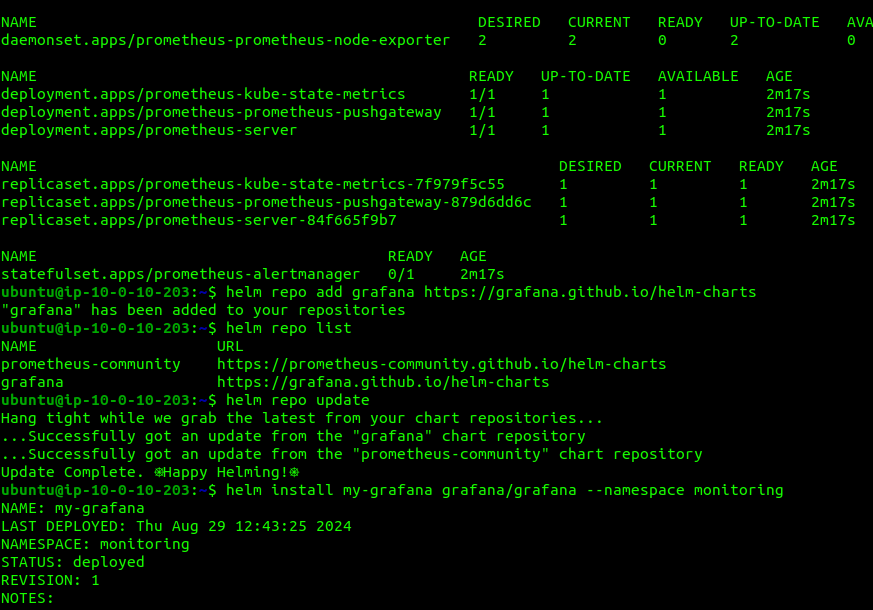 NAME                                                 DESIRED   CURRENT   READY   UP-TO-DATE   AVA
daemonset.apps/prometheus-prometheus-node-exporter   2         2         0       2            0

NAME                                                READY   UP-TO-DATE   AVAILABLE   AGE
deployment.apps/prometheus-kube-state-metrics       1/1     1            1           2m17s
deployment.apps/prometheus-prometheus-pushgateway   1/1     1            1           2m17s
deployment.apps/prometheus-server                   1/1     1            1           2m17s

NAME                                                          DESIRED   CURRENT   READY   AGE
replicaset.apps/prometheus-kube-state-metrics-7f979f5c55      1         1         1       2m17s
replicaset.apps/prometheus-prometheus-pushgateway-879d6dd6c   1         1         1       2m17s
replicaset.apps/prometheus-server-84f665f9b7                  1         1         1       2m17s

NAME                                       READY   AGE
statefulset.apps/prometheus-alertmanager   0/1     2m17s
ubuntu@ip-10-0-10-203:~$ helm repo add grafana https://grafana.github.io/helm-charts
"grafana" has been added to your repositories
ubuntu@ip-10-0-10-203:~$ helm repo list
NAME                    URL
prometheus-community    https://prometheus-community.github.io/helm-charts
grafana                 https://grafana.github.io/helm-charts
ubuntu@ip-10-0-10-203:~$ helm repo update
Hang tight while we grab the latest from your chart repositories...
...Successfully got an update from the "grafana" chart repository
...Successfully got an update from the "prometheus-community" chart repository
Update Complete. ⎈Happy Helming!⎈
ubuntu@ip-10-0-10-203:~$ helm install my-grafana grafana/grafana --namespace monitoring
NAME: my-grafana
LAST DEPLOYED: Thu Aug 29 12:43:25 2024
NAMESPACE: monitoring
STATUS: deployed
REVISION: 1
NOTES: